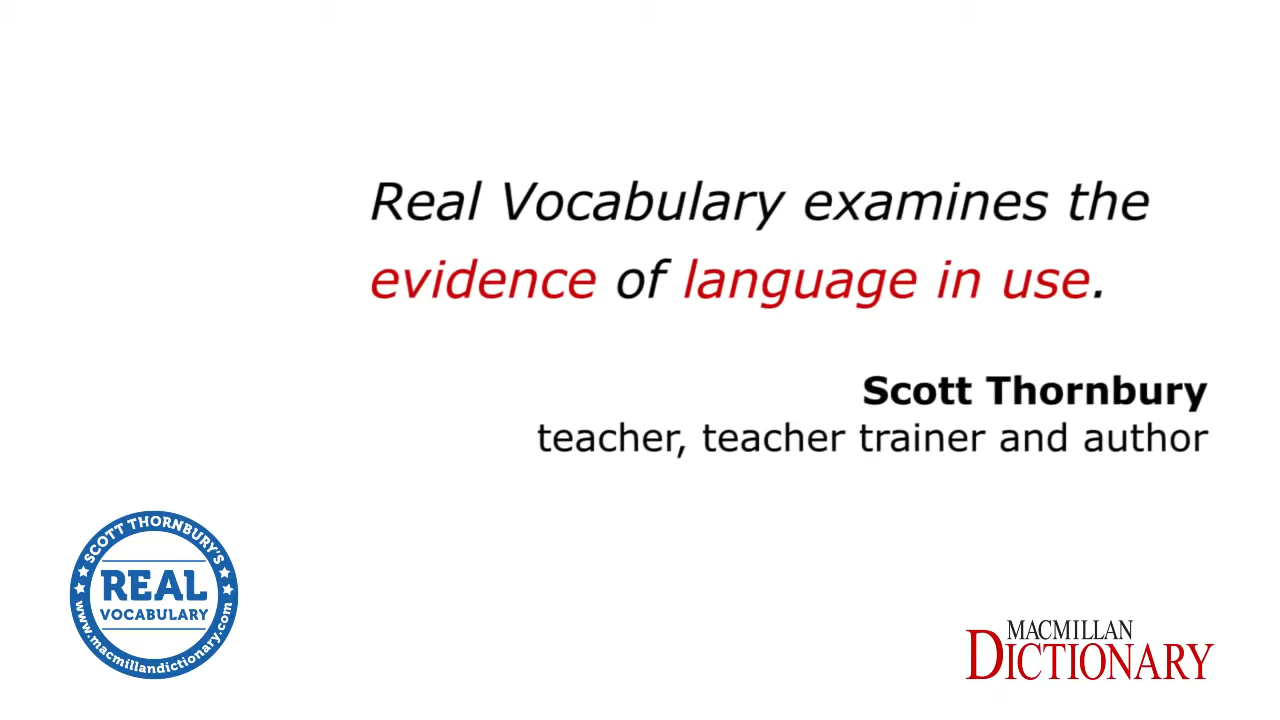 Real Vocabulary examines the
evidence of language in use.
Scott Thornbury
teacher, teacher trainer and author
SCOTT THORNBURY'S
REAL
VOCABULARY
www.macmillandictionary.com
MACMILLAN
DICTIONARY